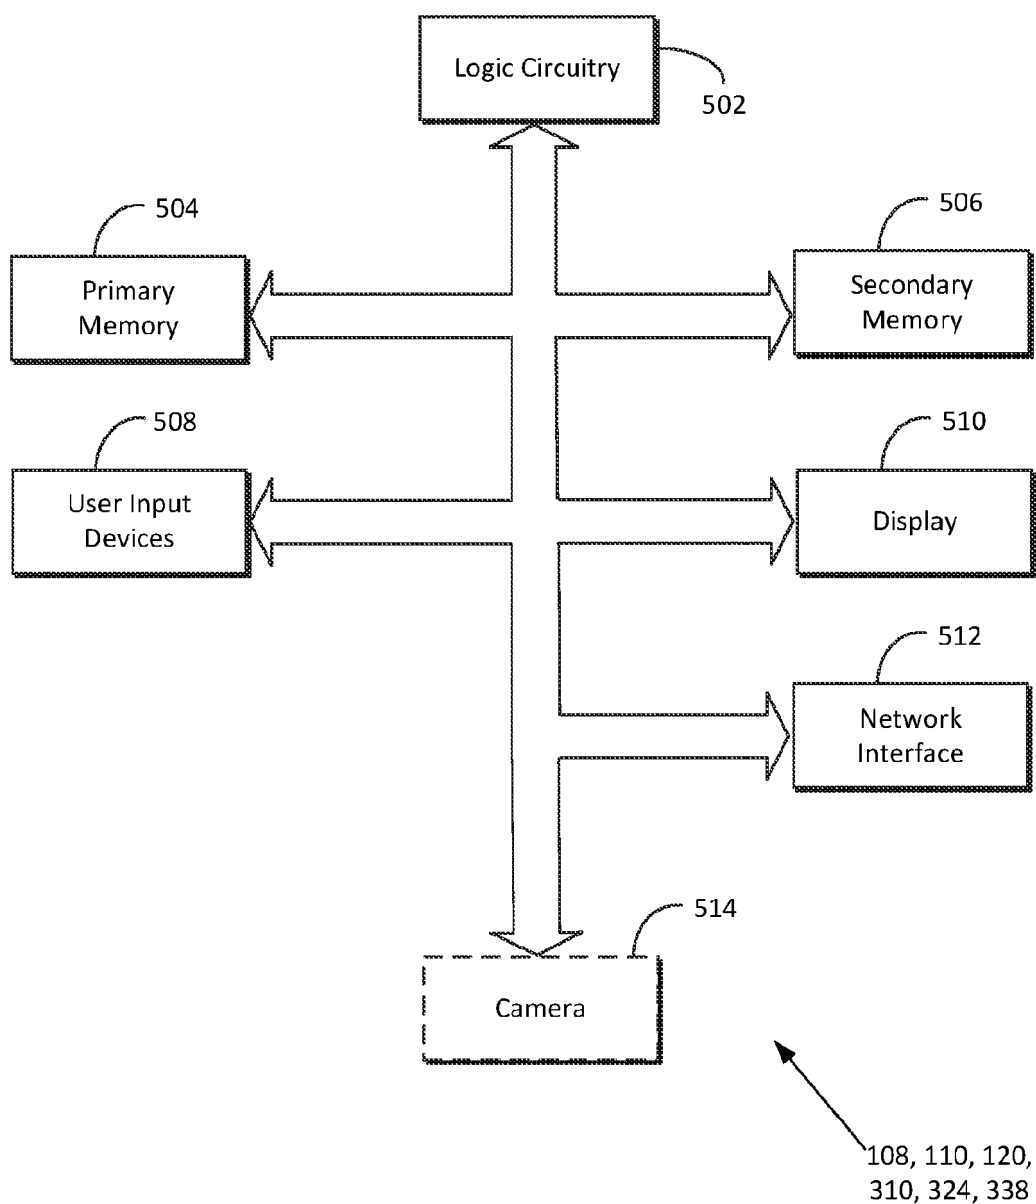 Logic Circuitry
502
504
506
Primary
Memory
Secondary
Memory
508
510
User Input
Devices
Display
512
Network
Interface
514
Camera
108, 110, 120,
310, 324, 338